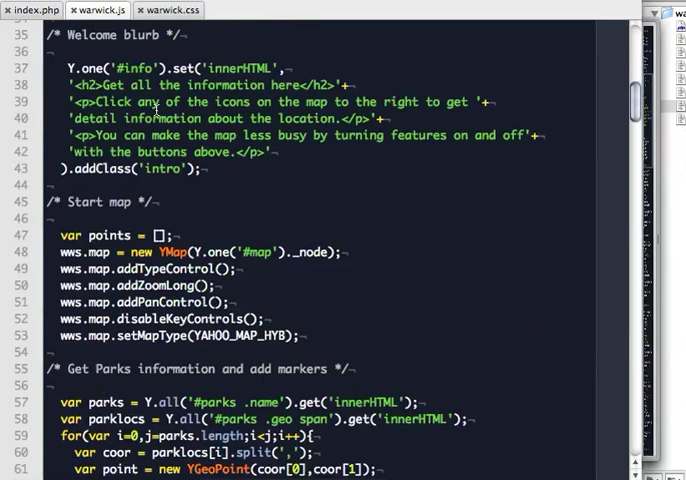 × index.php × warwick.js × warwick.css
34
35 /* Welcome blurb */¬
36 ¬
37 Y.one('#info').set('innerHTML',¬
38 '<h2>Get all the information here</h2>'+¬
39 '<p>Click any of the icons on the map to the right to get '+¬
40 'detail information about the location.</p>'+¬
41 '<p>You can make the map less busy by turning features on and off'+¬
42 'with the buttons above.</p>'¬
43 ).addClass('intro');¬
44 ¬
45 /* Start map */¬
46 ¬
47 var points = [];¬
48 wws.map = new YMap(Y.one('#map')._node);¬
49 wws.map.addTypeControl();¬
50 wws.map.addZoomLong();¬
51 wws.map.addPanControl();¬
52 wws.map.disableKeyControls();¬
53 wws.map.setMapType(YAHOO_MAP_HYB);¬
54 ¬
55 /* Get Parks information and add markers */¬
56 ¬
57 var parks = Y.all('#parks .name').get('innerHTML');¬
58 var parklocs = Y.all('#parks .geo span').get('innerHTML');¬
59 for(var i=0,j=parks.length;i<j;i++){¬
60 var coor = parklocs[i].split(',');¬
61 var point = new YGeoPoint(coor[0],coor[1]);¬